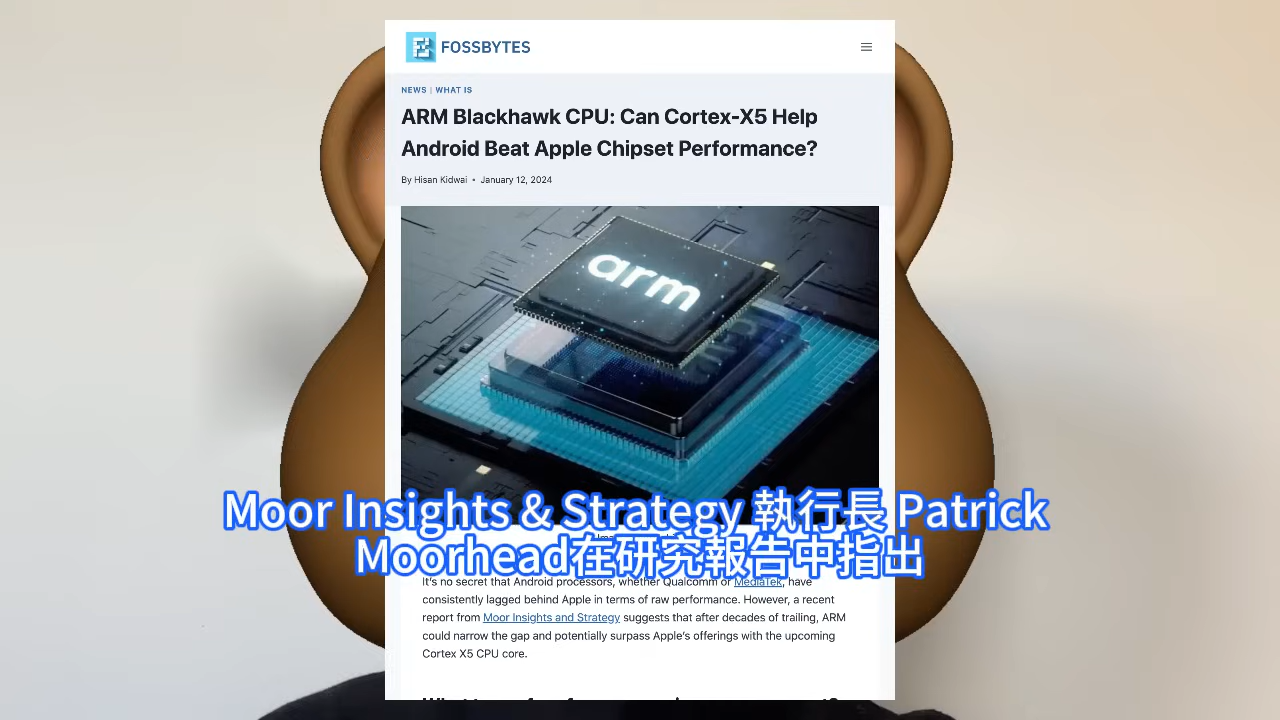 FOSSBYTES
NEWS | WHAT IS
ARM Blackhawk CPU: Can Cortex-X5 Help
Android Beat Apple Chipset Performance?
By Hisan Kidwai • January 12, 2024
arm
Moor Insights & Strategy 執行長 Patrick
Moorhead在研究報告中指出
It's no secret that Android processors, whether Qualcomm or MediaTek, have
consistently lagged behind Apple in terms of raw performance. However, a recent
report from Moor Insights and Strategy suggests that after decades of trailing, ARM
could narrow the gap and potentially surpass Apple's offerings with the upcoming
Cortex X5 CPU core.